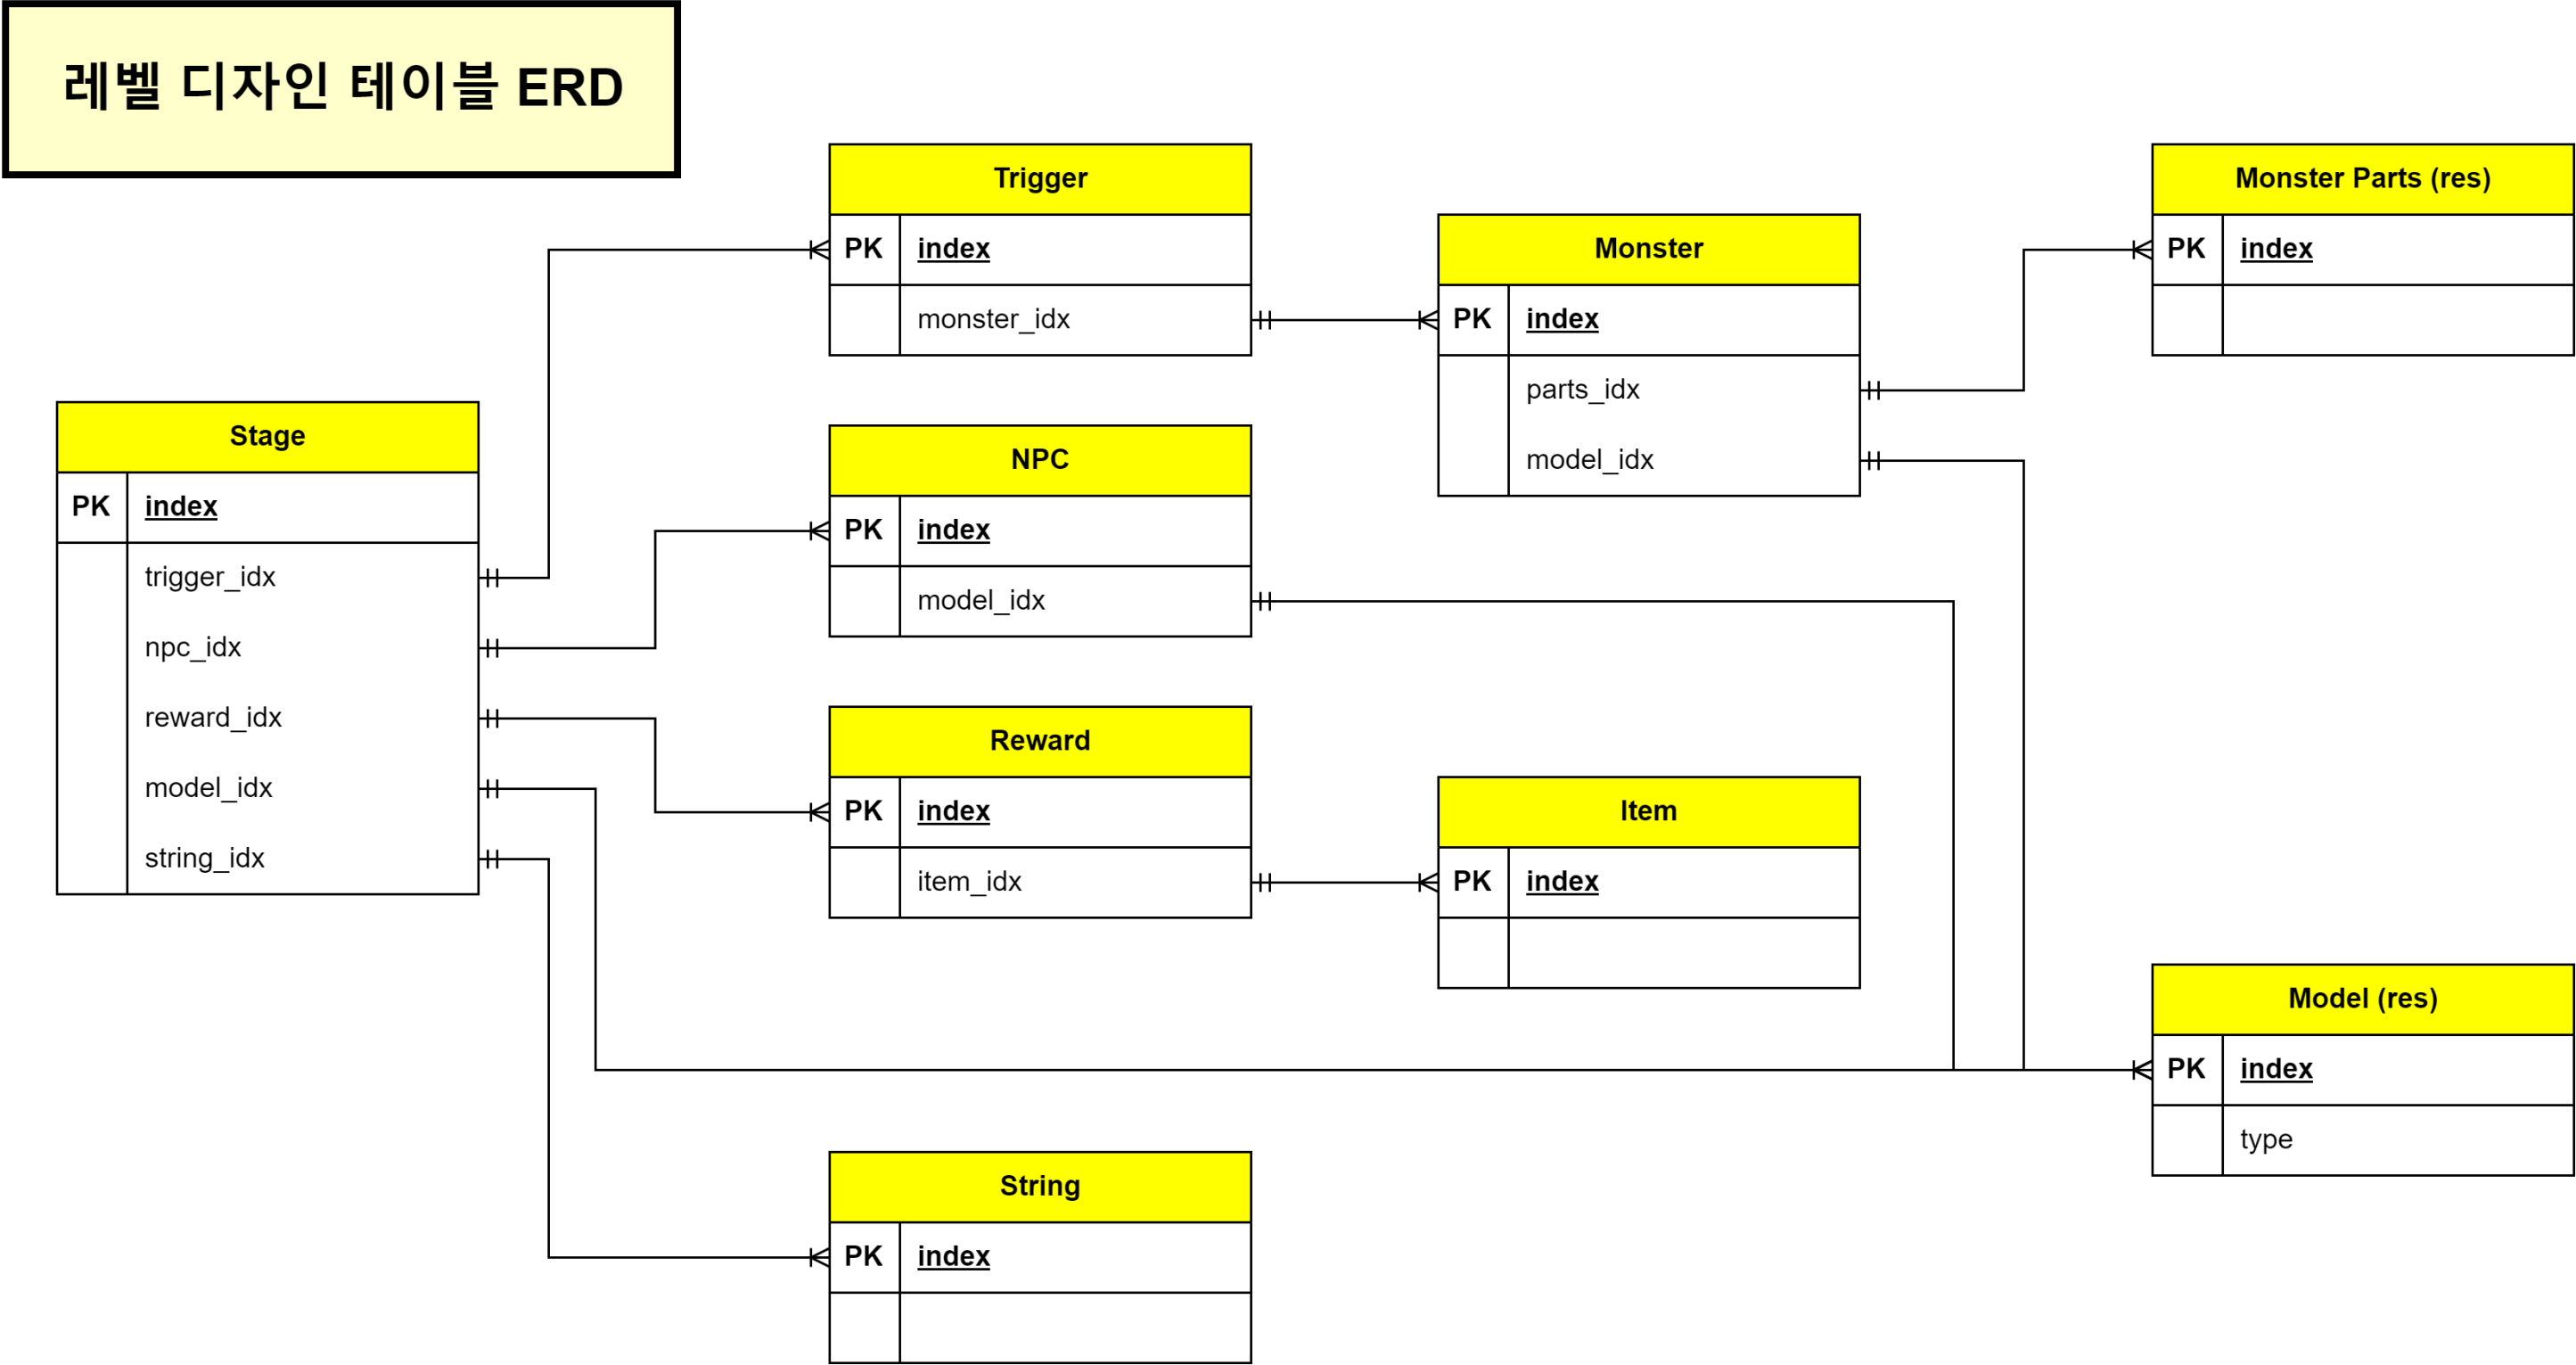 레벨 디자인 테이블 ERD
Trigger
PK index
monster_idx
Monster
PK index
parts_idx
model_idx
Monster Parts (res)
PK index
Stage
PK index
trigger_idx
npc_idx
reward_idx
model_idx
string_idx
NPC
PK index
model_idx
Reward
PK index
item_idx
Item
PK index
Model (res)
PK index
type
String
PK index